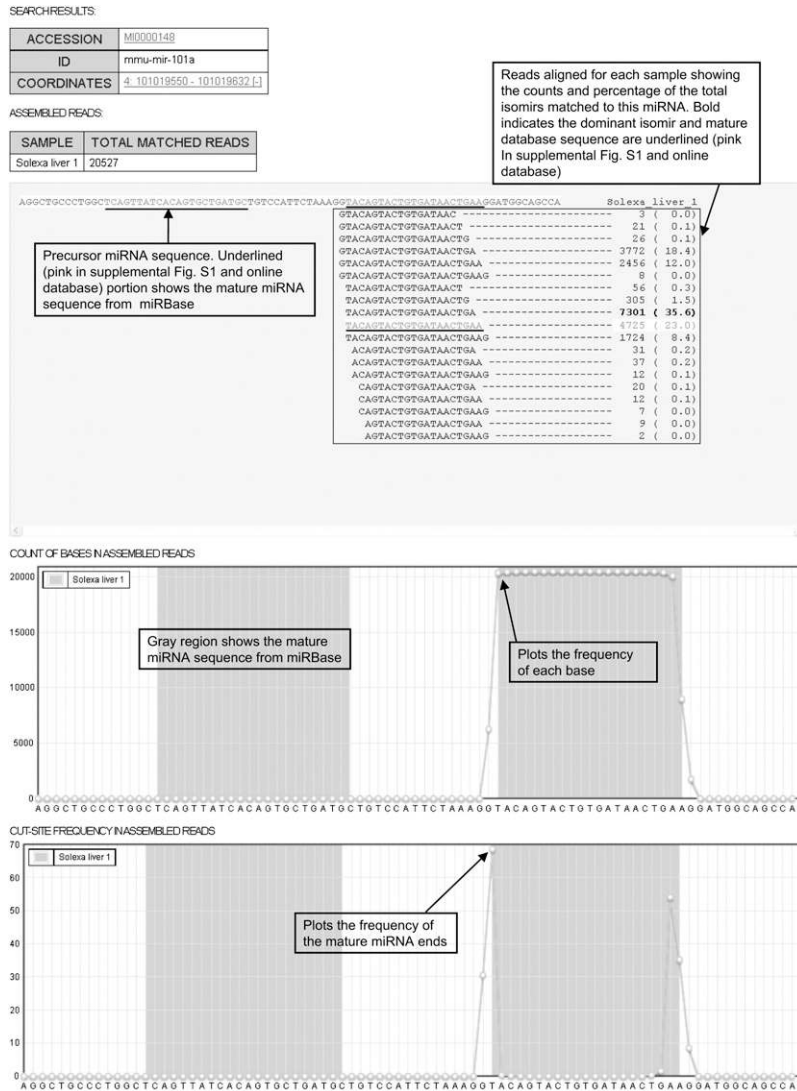 SEARCH RESULTS:
ACCESSION MI0000148
ID mmu-mir-101a
COORDINATES 4: 101019550 - 101019632 [-]
ASSEMBLED READS:
SAMPLE TOTAL MATCHED READS
Solexa liver 1 20527
Reads aligned for each sample showing
the counts and percentage of the total
isomirs matched to this miRNA. Bold
indicates the dominant isomir and mature
database sequence are underlined (pink
In supplemental Fig. S1 and online
database)
AGGCTGCCCTGGCTCAGTTATCACAGTGCTGATGCTGTCCATTCTAAAGGTACAGTACTGTGATAACTGAAGGATGGCAGCCA Solexa_liver_1
GTACAGTACTGTGATAAC ------------------ 3 ( 0.0)
GTACAGTACTGTGATAACT ------------------ 21 ( 0.1)
GTACAGTACTGTGATAACTG ------------------ 26 ( 0.1)
GTACAGTACTGTGATAACTGA ------------------ 3772 ( 18.4)
GTACAGTACTGTGATAACTGAA ------------------ 2456 ( 12.0)
GTACAGTACTGTGATAACTGAAG ------------------ 8 ( 0.0)
TACAGTACTGTGATAACT ------------------ 56 ( 0.3)
TACAGTACTGTGATAACTG ------------------ 305 ( 1.5)
TACAGTACTGTGATAACTGA ------------------ 7301 ( 35.6)
TACAGTACTGTGATAACTGAA ------------------ 4725 ( 23.0)
TACAGTACTGTGATAACTGAAG ------------------ 1724 ( 8.4)
ACAGTACTGTGATAACTGA ------------------ 31 ( 0.2)
ACAGTACTGTGATAACTGAA ------------------ 37 ( 0.2)
ACAGTACTGTGATAACTGAAG ------------------ 12 ( 0.1)
CAGTACTGTGATAACTGA ------------------ 20 ( 0.1)
CAGTACTGTGATAACTGAA ------------------ 12 ( 0.1)
CAGTACTGTGATAACTGAAG ------------------ 7 ( 0.0)
AGTACTGTGATAACTGAA ------------------ 9 ( 0.0)
AGTACTGTGATAACTGAAG ------------------ 2 ( 0.0)
Precursor miRNA sequence. Underlined
(pink in supplemental Fig. S1 and online
database) portion shows the mature miRNA
sequence from miRBase
COUNT OF BASES IN ASSEMBLED READS
Solexa liver 1
20000
15000
10000
5000
0
Gray region shows the mature
miRNA sequence from miRBase
Plots the frequency
of each base
AGGCTGCCCTGGCTCAGTTATCACAGTGCTGATGCTGTCCATTCTAAAGGTACAGTACTGTGATAACTGAAGGATGGCAGCCA
CUT-SITE FREQUENCY IN ASSEMBLED READS
Solexa liver 1
70
60
50
40
30
20
10
0
Plots the frequency of
the mature miRNA ends
AGGCTGCCCTGGCTCAGTTATCACAGTGCTGATGCTGTCCATTCTAAAGGTACAGTACTGTGATAACTGAAGGATGGCAGCCA